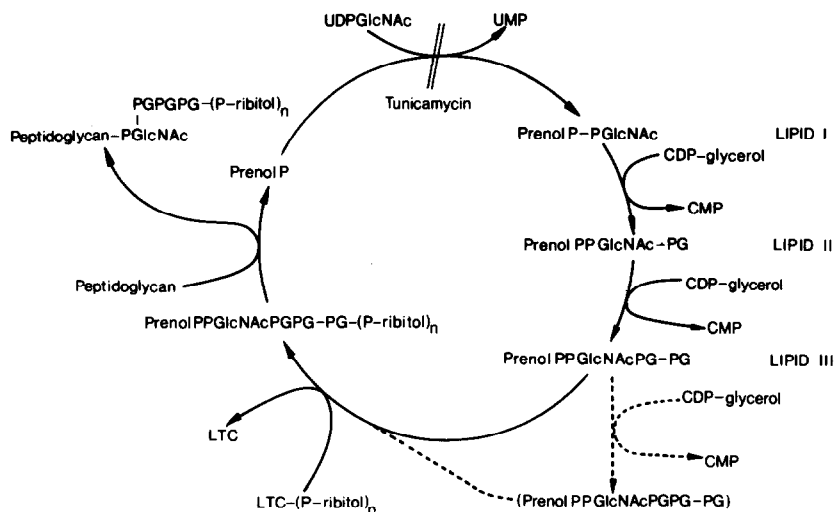 UDPGlcNAc
UMP
Tunicamycin
PGPGPG-(P-ribitol)n
Peptidoglycan-PGlcNAc
Prenol P-PGlcNAc
LIPID I
CDP-glycerol
Prenol P
CMP
Prenol PP GlcNAc-PG
LIPID II
Peptidoglycan
CDP-glycerol
Prenol PPGlcNAcPGPG-PG-(P-ribitol)n
CMP
Prenol PPGlcNAcPG-PG
LIPID III
CDP-glycerol
LTC
CMP
LTC-(P-ribitol)n
(Prenol PPGlcNAcPGPG-PG)